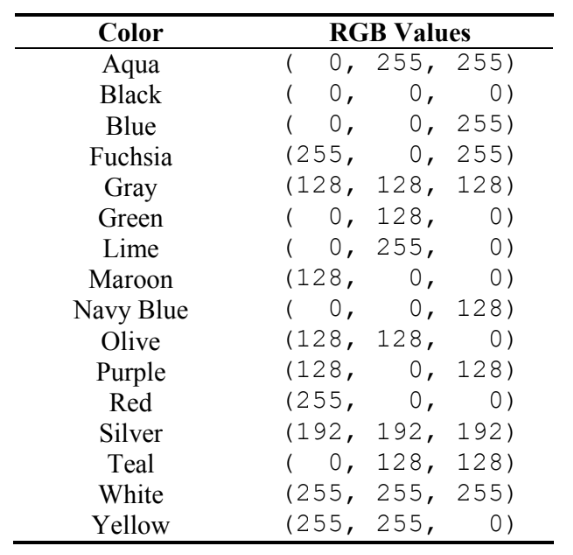 Color RGB Values
Aqua ( 0, 255, 255)
Black ( 0, 0, 0)
Blue ( 0, 0, 255)
Fuchsia (255, 0, 255)
Gray (128, 128, 128)
Green ( 0, 128, 0)
Lime ( 0, 255, 0)
Maroon (128, 0, 0)
Navy Blue ( 0, 0, 128)
Olive (128, 128, 0)
Purple (128, 0, 128)
Red (255, 0, 0)
Silver (192, 192, 192)
Teal ( 0, 128, 128)
White (255, 255, 255)
Yellow (255, 255, 0)